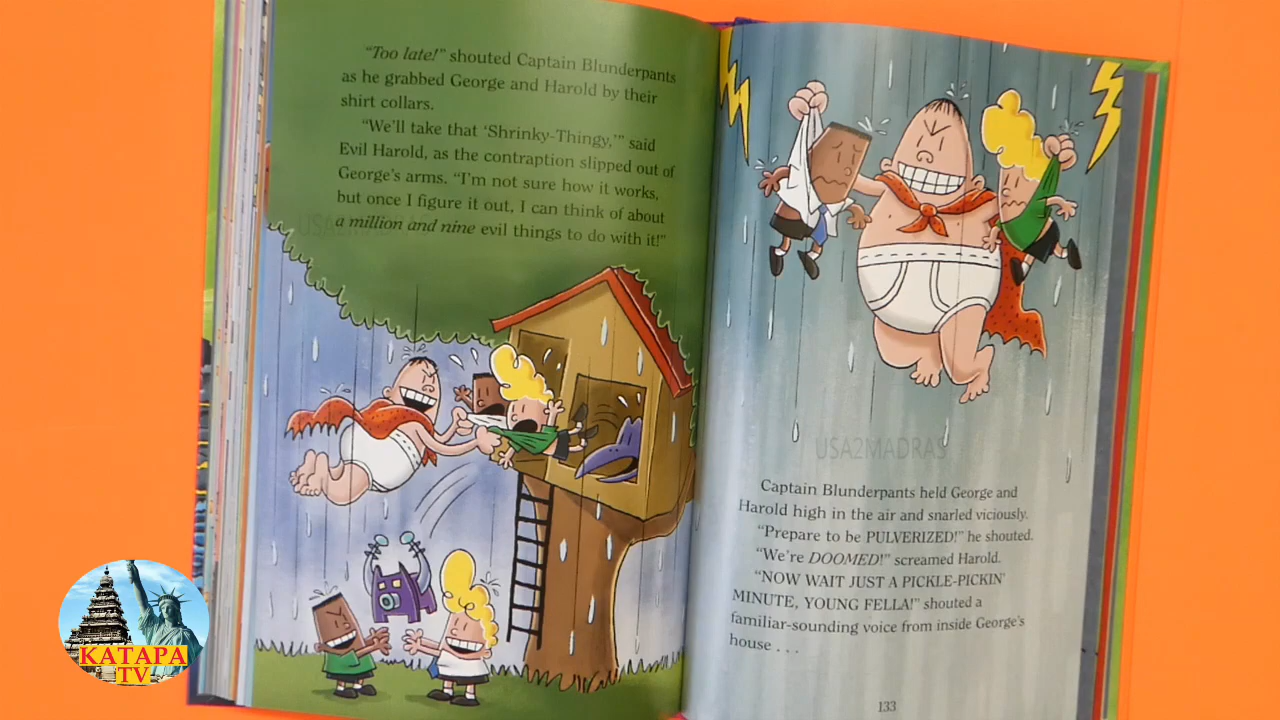 “Too late!” shouted Captain Blunderpants
as he grabbed George and Harold by their
shirt collars.
“We’ll take that ‘Shrinky-Thingy,’” said
Evil Harold, as the contraption slipped out of
George’s arms. “I’m not sure how it works,
but once I figure it out, I can think of about
a million and nine evil things to do with it!”
USA2MADRAS
Captain Blunderpants held George and
Harold high in the air and snarled viciously.
“Prepare to be PULVERIZED!” he shouted.
“We’re DOOMED!” screamed Harold.
“NOW WAIT JUST A PICKLE-PICKIN’
MINUTE, YOUNG FELLA!” shouted a
familiar-sounding voice from inside George’s
house . . .
133
KATAPA
TV